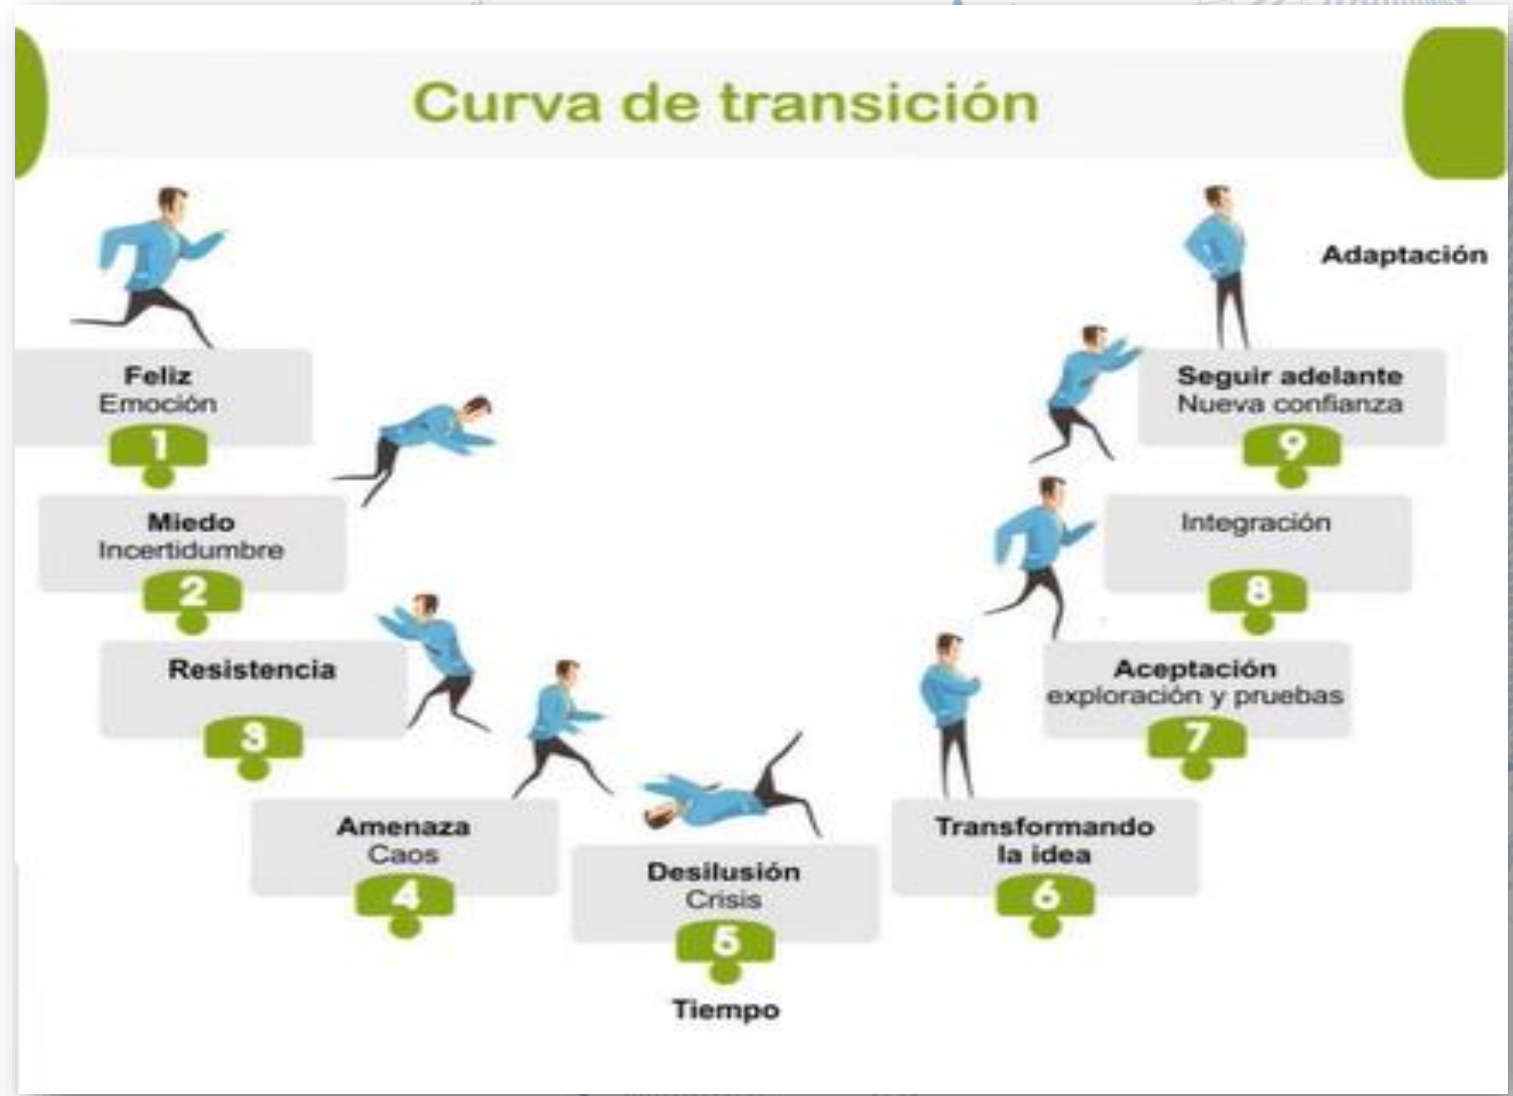 Curva de transición
Feliz
Emoción
1
Miedo
Incertidumbre
2
Resistencia
3
Amenaza
Caos
4
Desilusión
Crisis
5
Tiempo
Transformando
la idea
6
Aceptación
exploración y pruebas
7
Integración
8
Seguir adelante
Nueva confianza
9
Adaptación